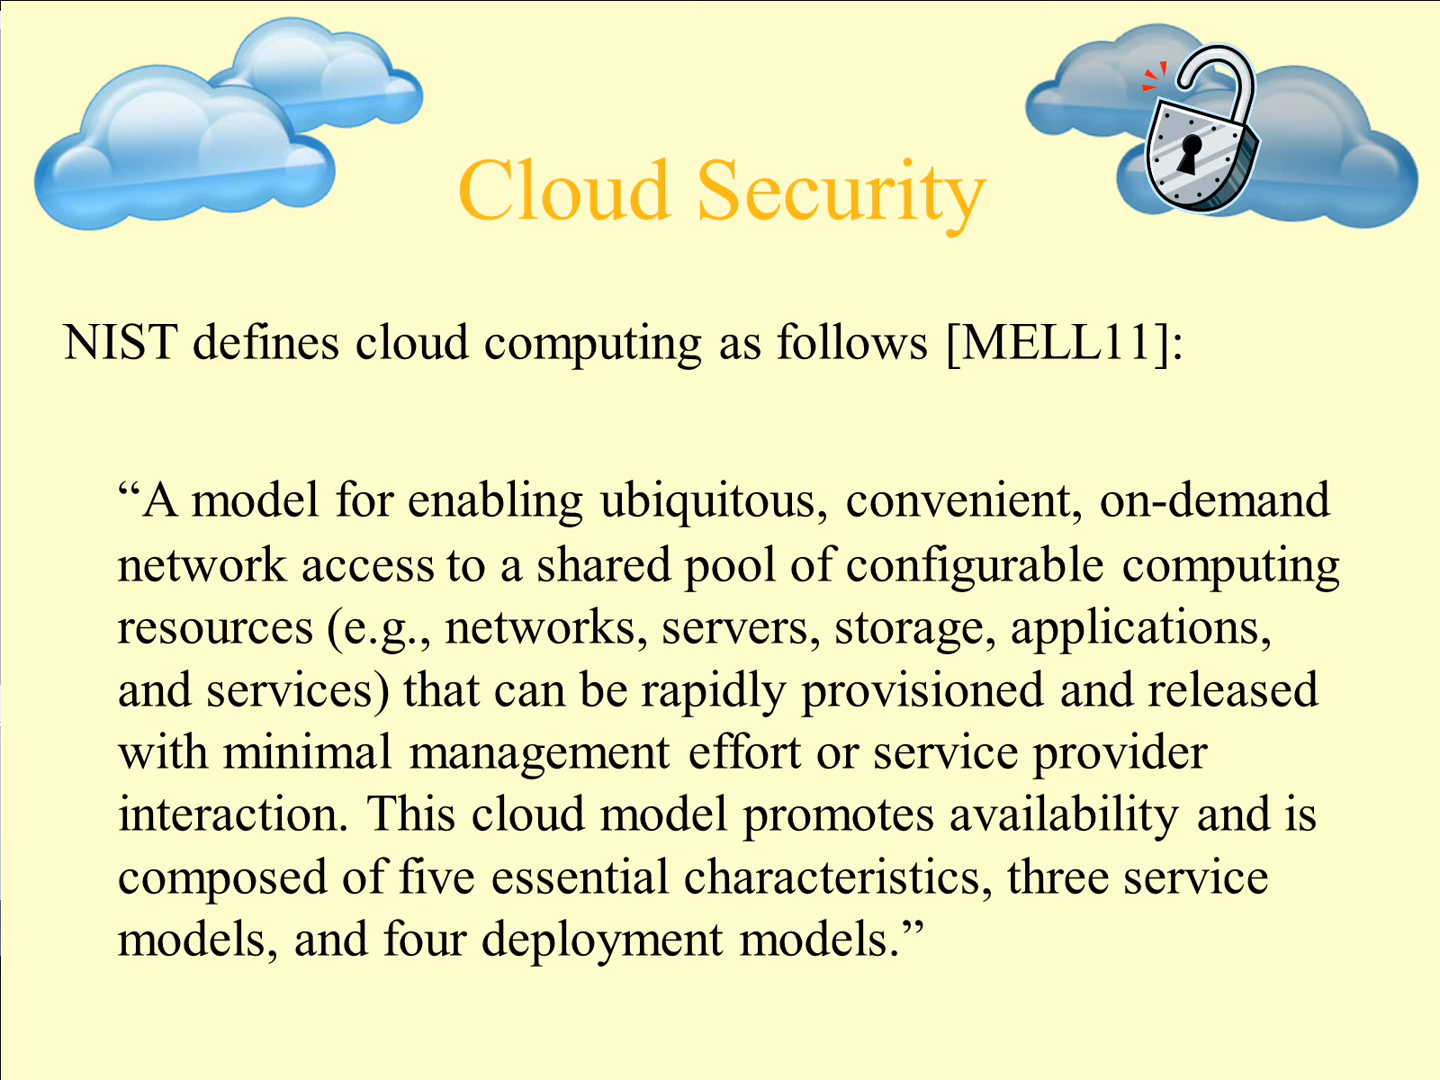 Cloud Security
NIST defines cloud computing as follows [MELL11]:
“A model for enabling ubiquitous, convenient, on-demand
network access to a shared pool of configurable computing
resources (e.g., networks, servers, storage, applications,
and services) that can be rapidly provisioned and released
with minimal management effort or service provider
interaction. This cloud model promotes availability and is
composed of five essential characteristics, three service
models, and four deployment models.”